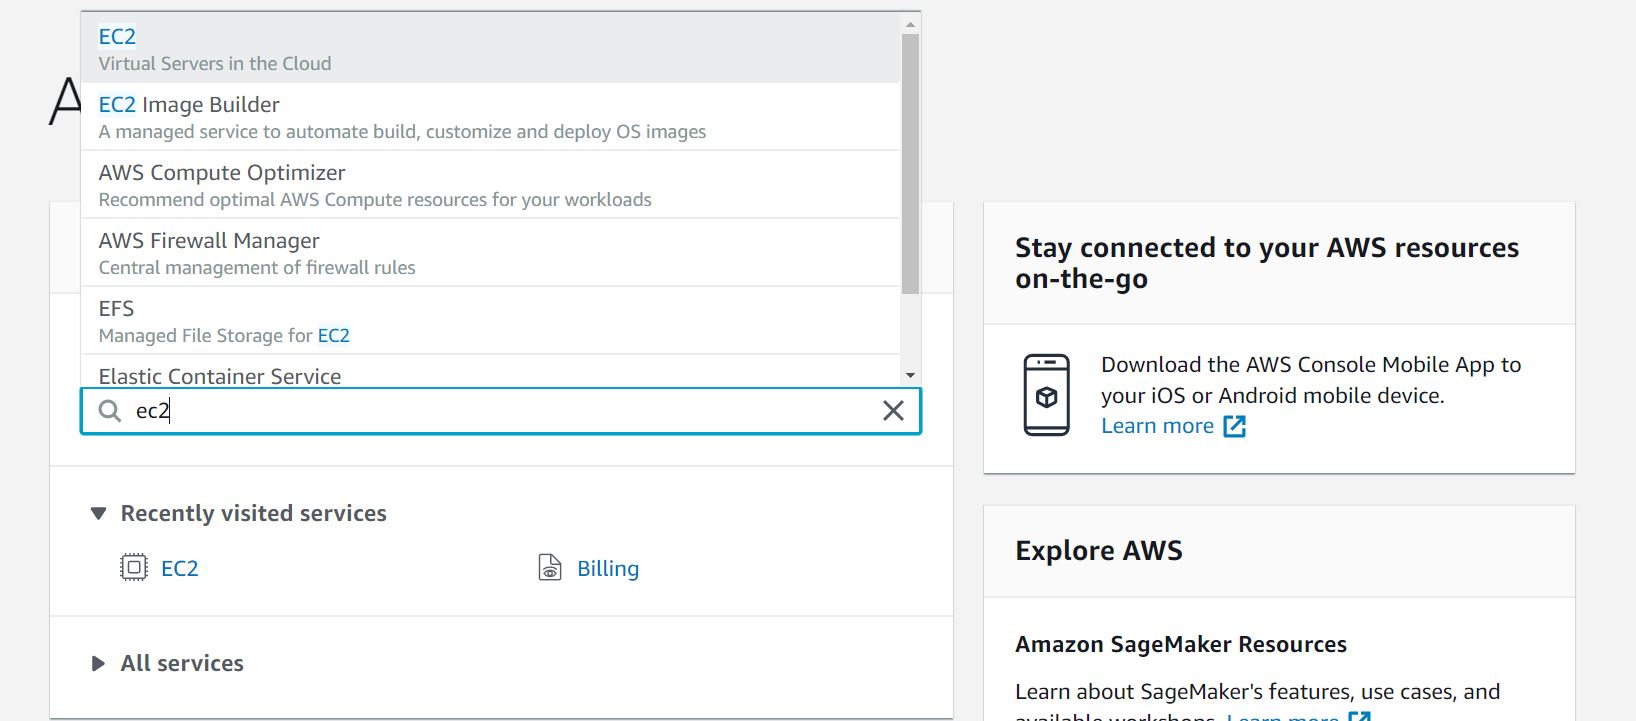 EC2
Virtual Servers in the Cloud
A
EC2 Image Builder
A managed service to automate build, customize and deploy OS images
AWS Compute Optimizer
Recommend optimal AWS Compute resources for your workloads
AWS Firewall Manager
Central management of firewall rules
EFS
Managed File Storage for EC2
Elastic Container Service
ec2
Recently visited services
EC2
Billing
All services
Stay connected to your AWS resources
on-the-go
Download the AWS Console Mobile App to
your iOS or Android mobile device.
Learn more
Explore AWS
Amazon SageMaker Resources
Learn about SageMaker's features, use cases, and
available workshops. Learn more